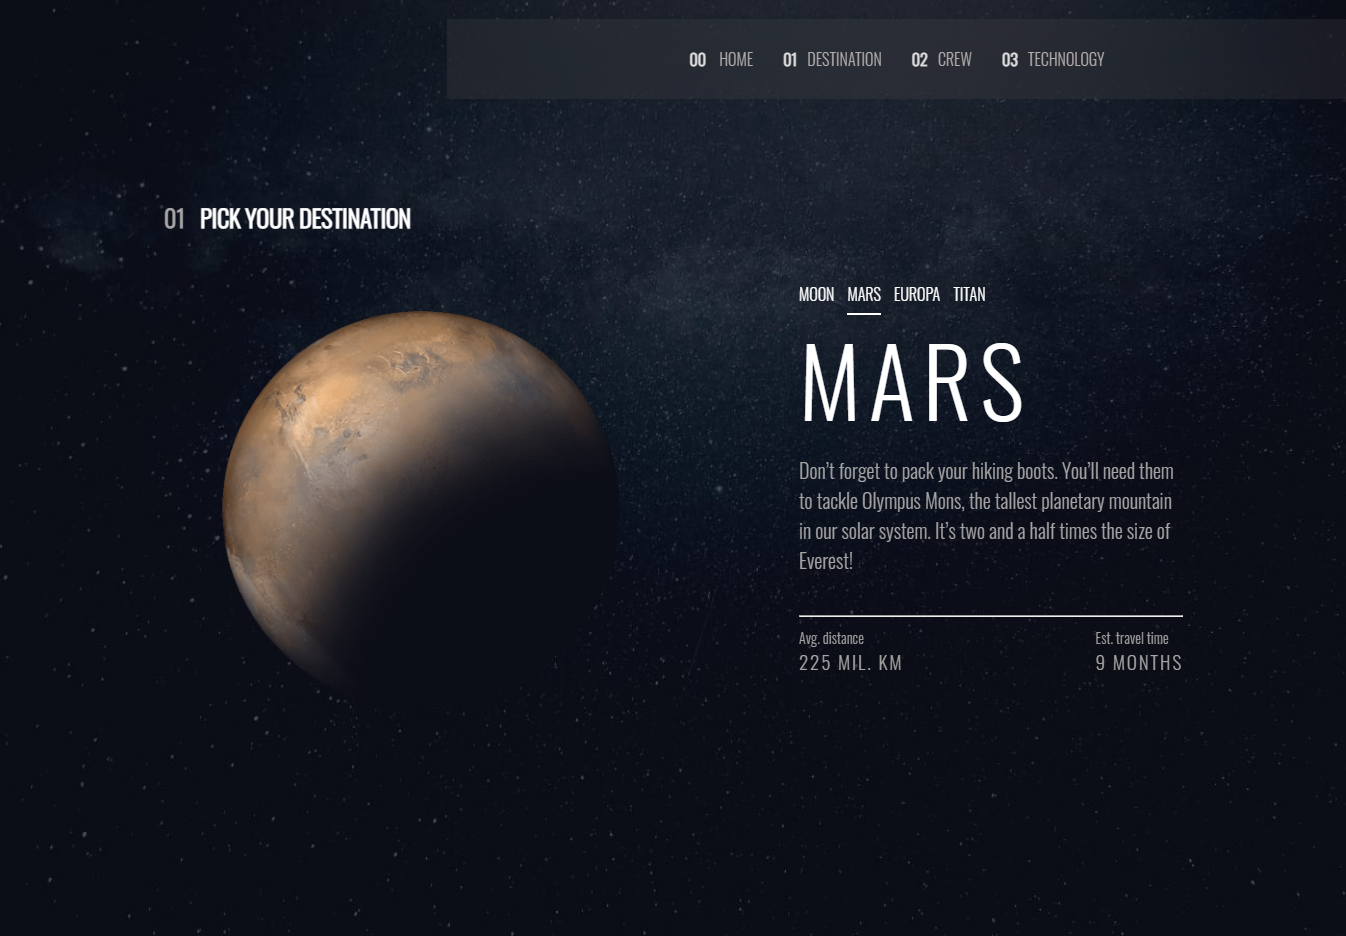 00 HOME 01 DESTINATION 02 CREW 03 TECHNOLOGY
01 PICK YOUR DESTINATION
MOON MARS EUROPA TITAN
MARS
Don’t forget to pack your hiking boots. You’ll need them
to tackle Olympus Mons, the tallest planetary mountain
in our solar system. It’s two and a half times the size of
Everest!
Avg. distance
225 MIL. KM
Est. travel time
9 MONTHS